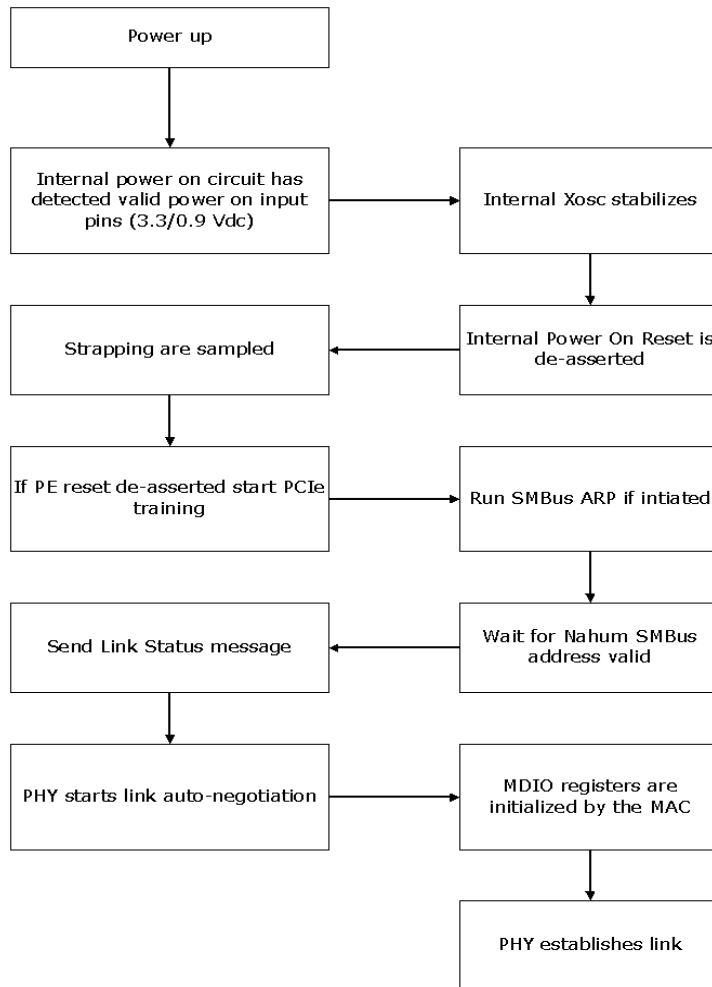 Power up
Internal power on circuit has
detected valid power on input
pins (3.3/0.9 Vdc)
Internal Xosc stabilizes
Internal Power On Reset is
de-asserted
Strapping are sampled
If PE reset de-asserted start PCIe
training
Run SMBus ARP if intiated
Wait for Nahum SMBus
address valid
Send Link Status message
PHY starts link auto-negotiation
MDIO registers are
initialized by the MAC
PHY establishes link